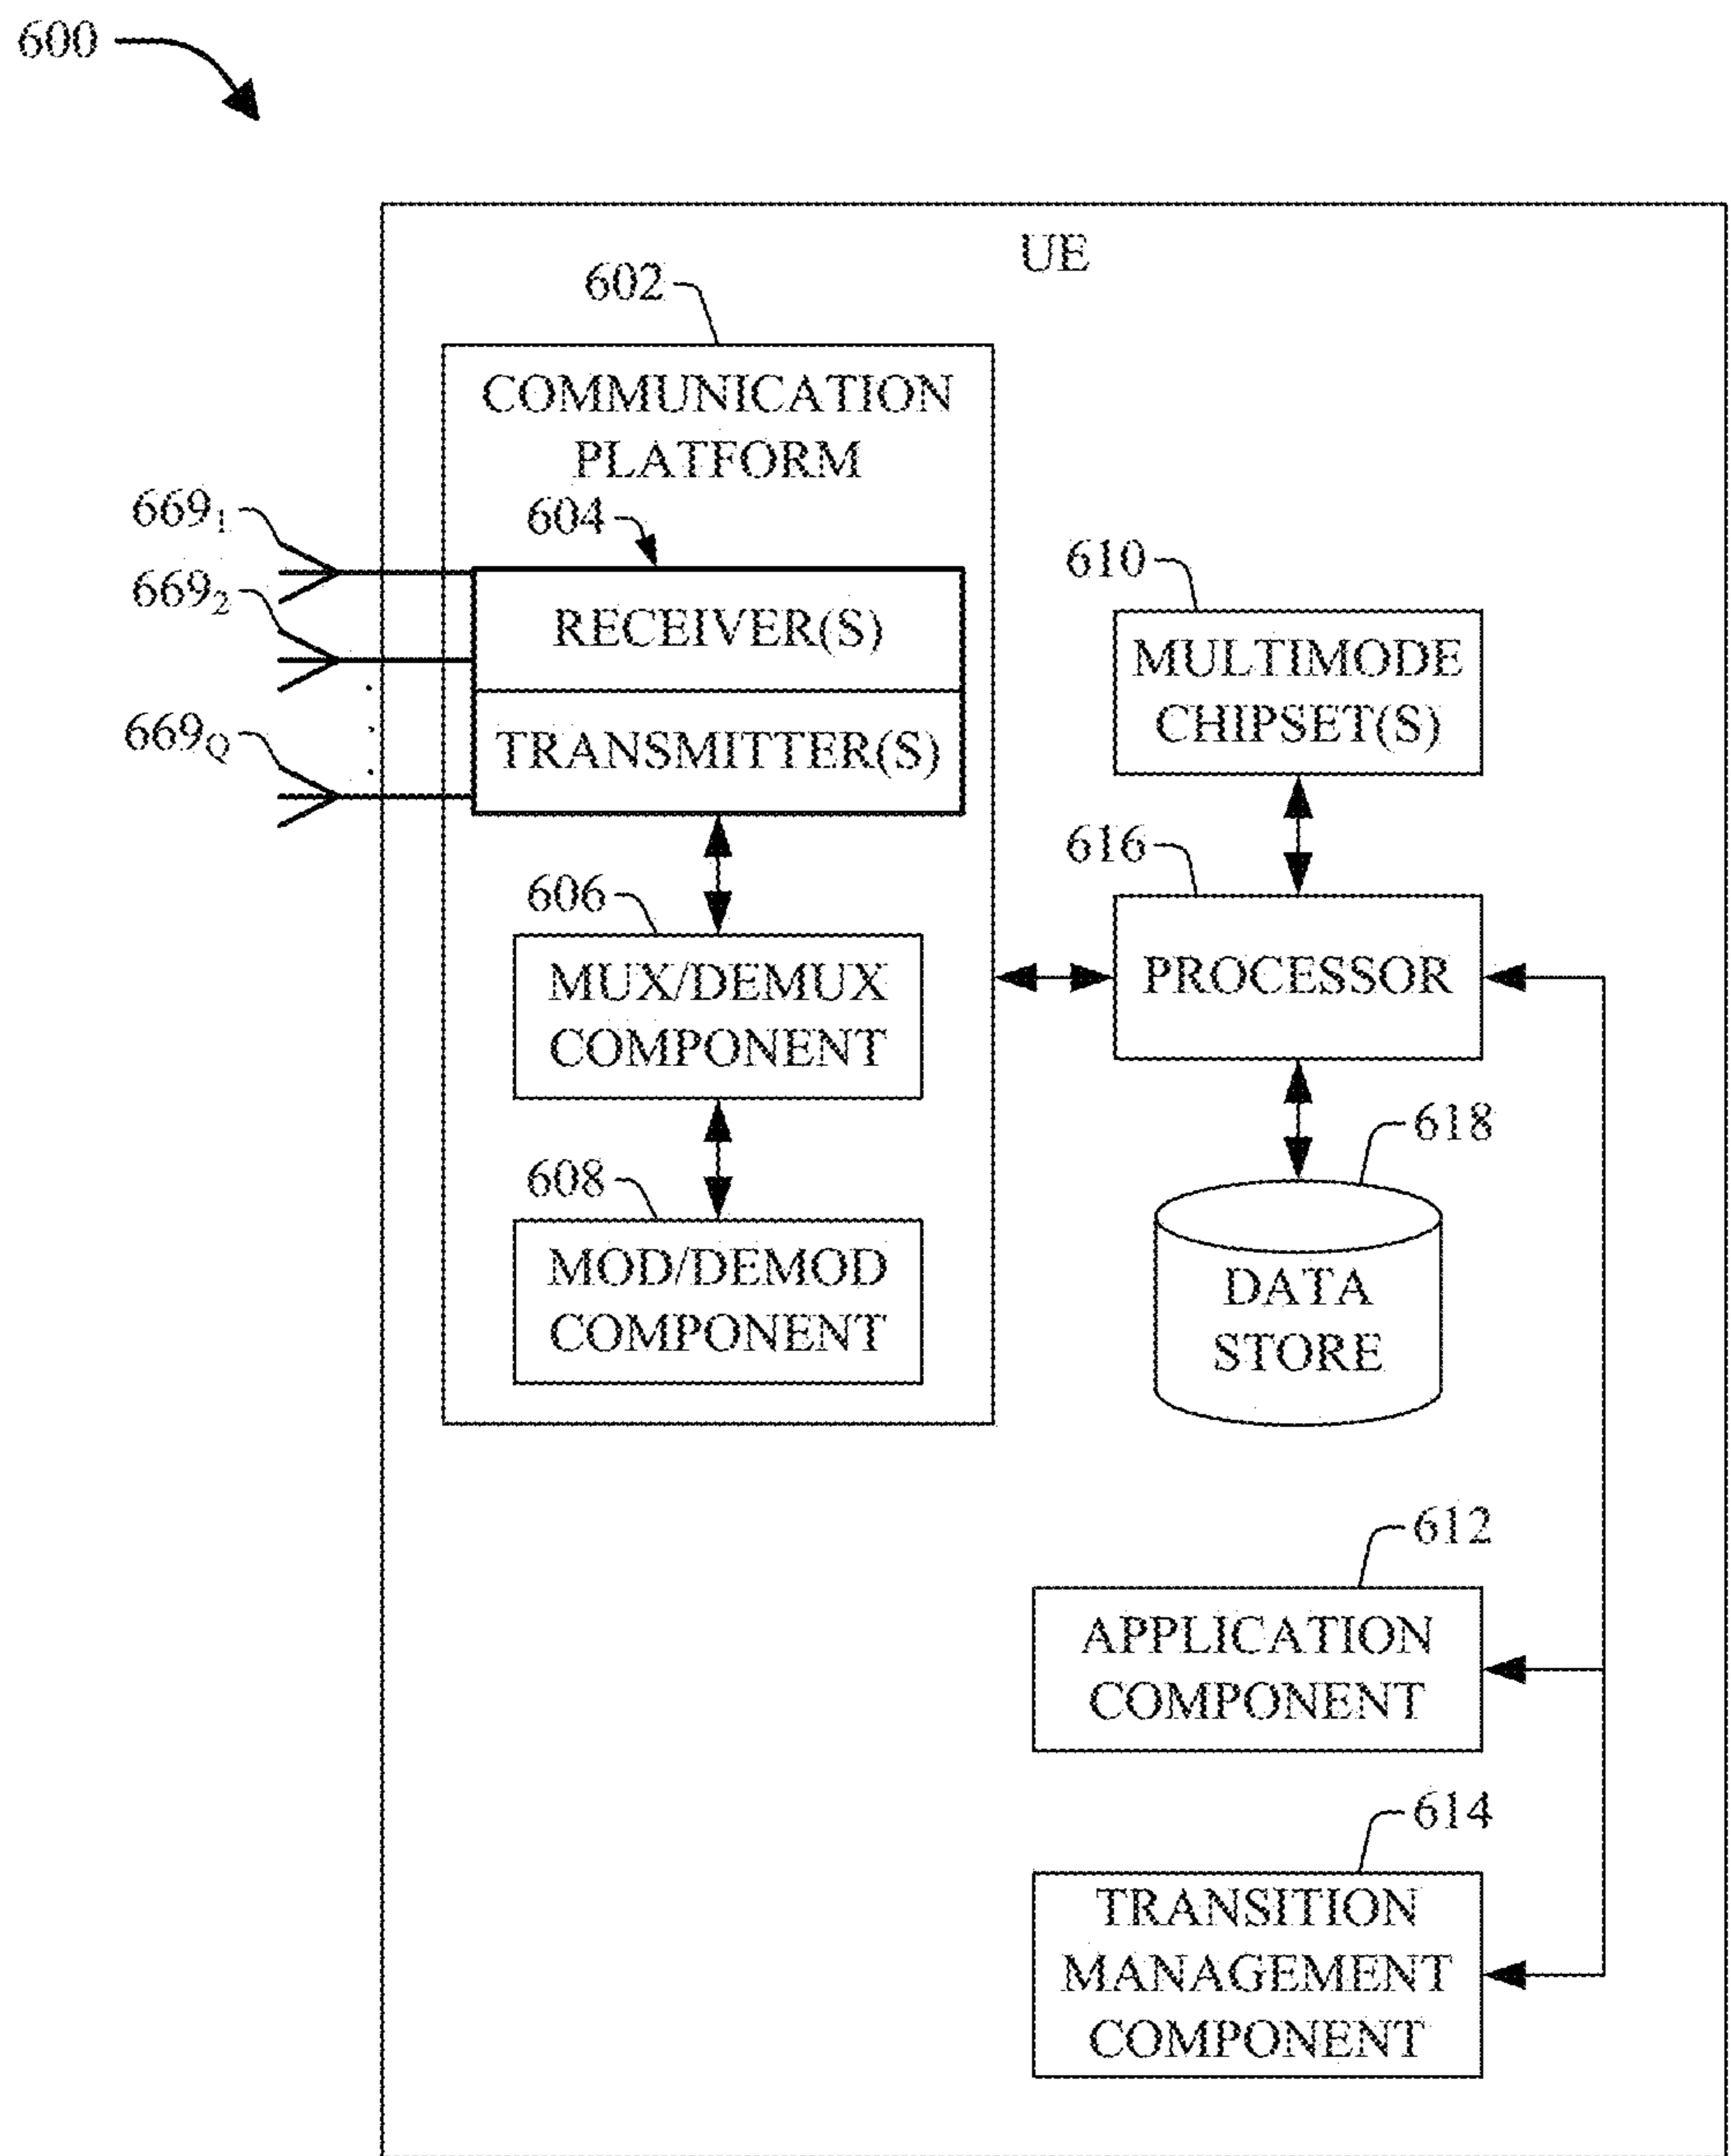 600
UE
602
COMMUNICATION
PLATFORM
604
669₁
RECEIVER(S)
669₂
TRANSMITTER(S)
669Q
610
MULTIMODE
CHIPSET(S)
606
MUX/DEMUX
COMPONENT
616
PROCESSOR
608
MOD/DEMOD
COMPONENT
618
DATA
STORE
612
APPLICATION
COMPONENT
614
TRANSITION
MANAGEMENT
COMPONENT